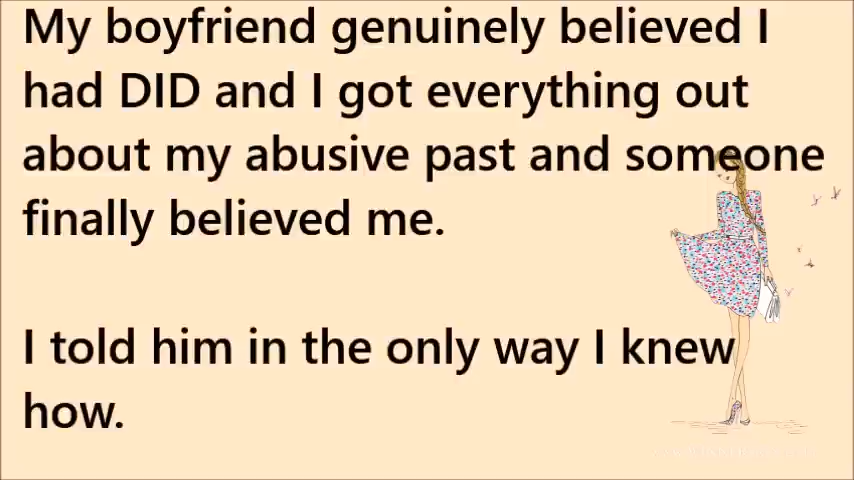 My boyfriend genuinely believed I
had DID and I got everything out
about my abusive past and someone
finally believed me.
I told him in the only way I knew
how.